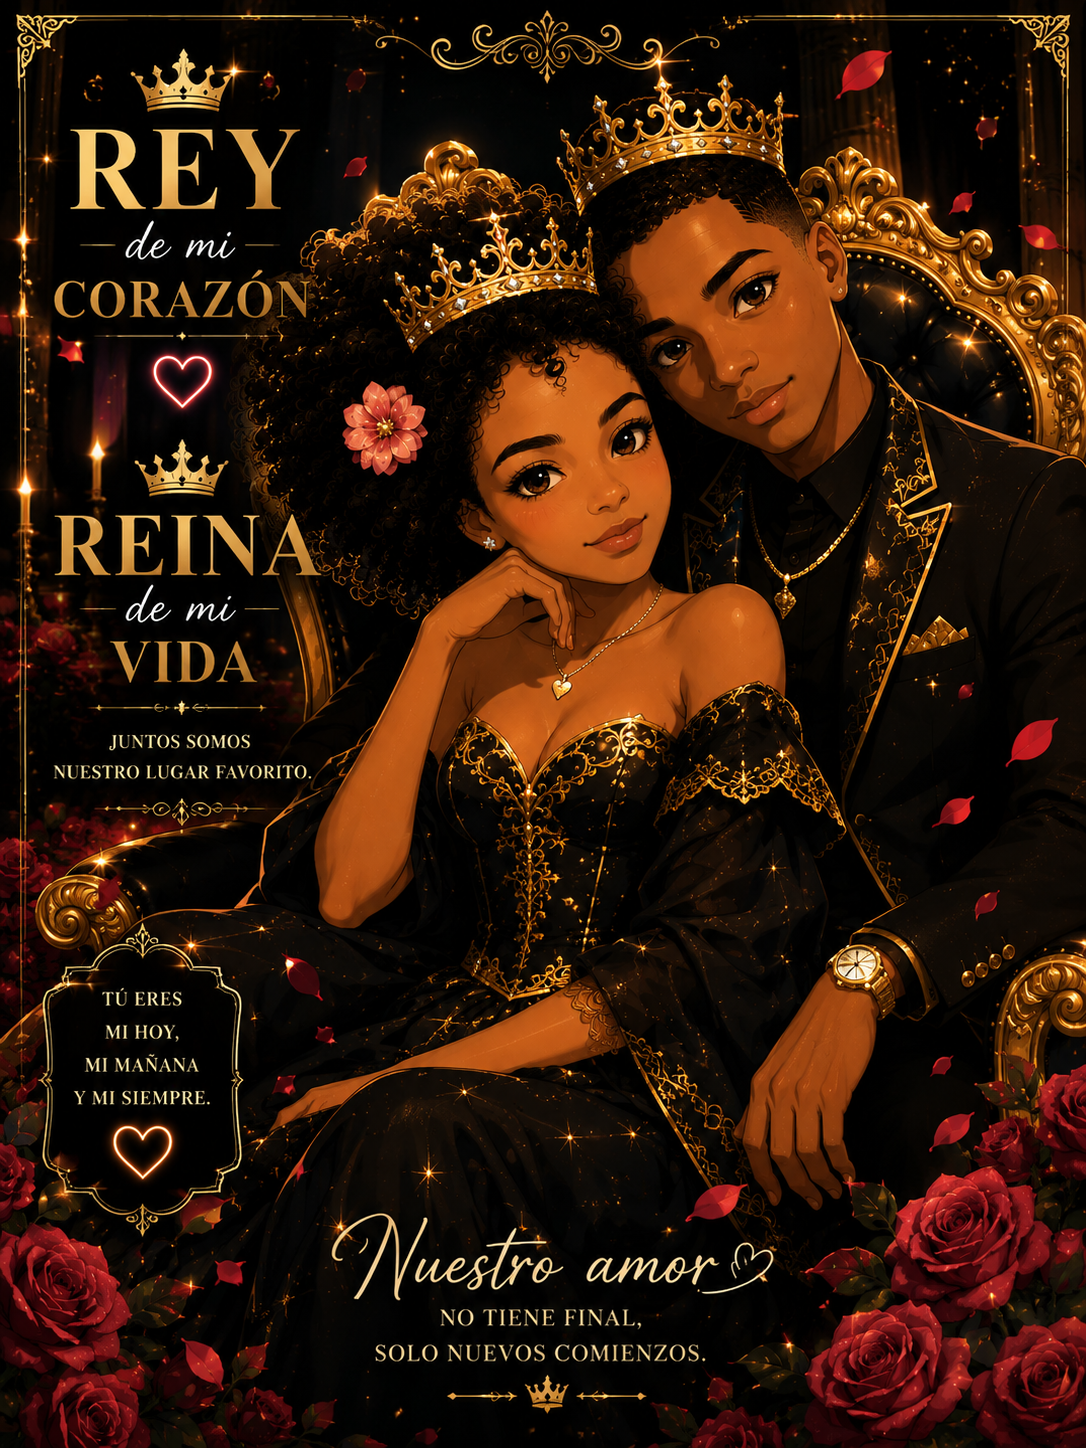 REY
de mi
CORAZÓN
REINA
de mi
VIDA
JUNTOS SOMOS
NUESTRO LUGAR FAVORITO.
TÚ ERES
MI HOY,
MI MAÑANA
Y MI SIEMPRE.
Nuestro amor
NO TIENE FINAL,
SOLO NUEVOS COMIENZOS.